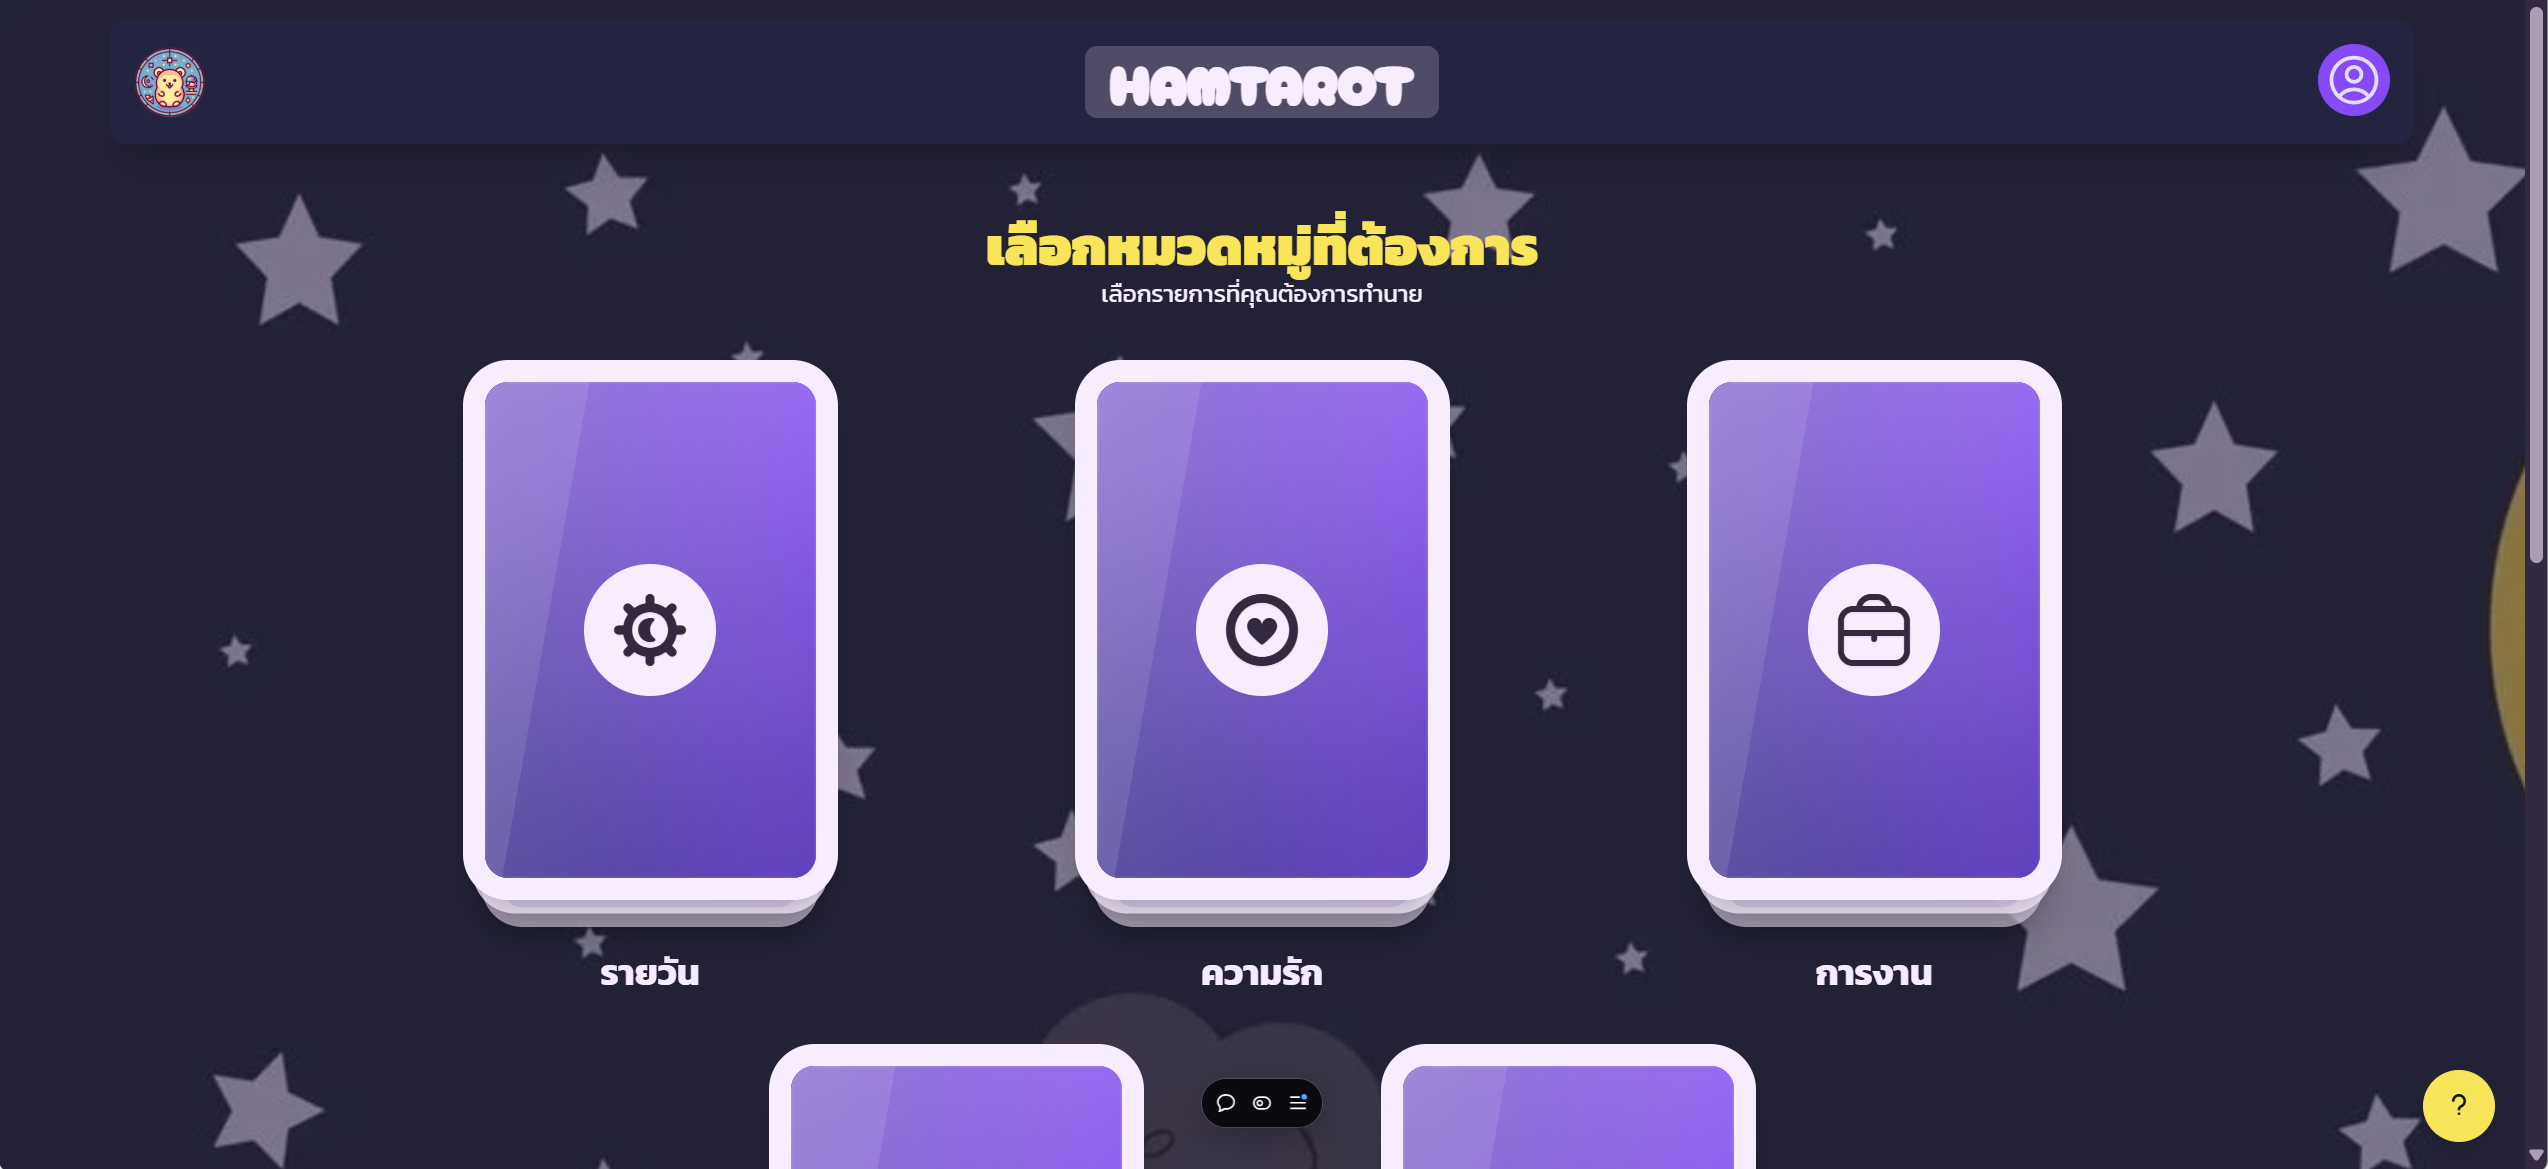 HAMTAROT
เลือกหมวดหมู่ที่ต้องการ
เลือกรายการที่คุณต้องการทำนาย
รายวัน
ความรัก
การงาน
?